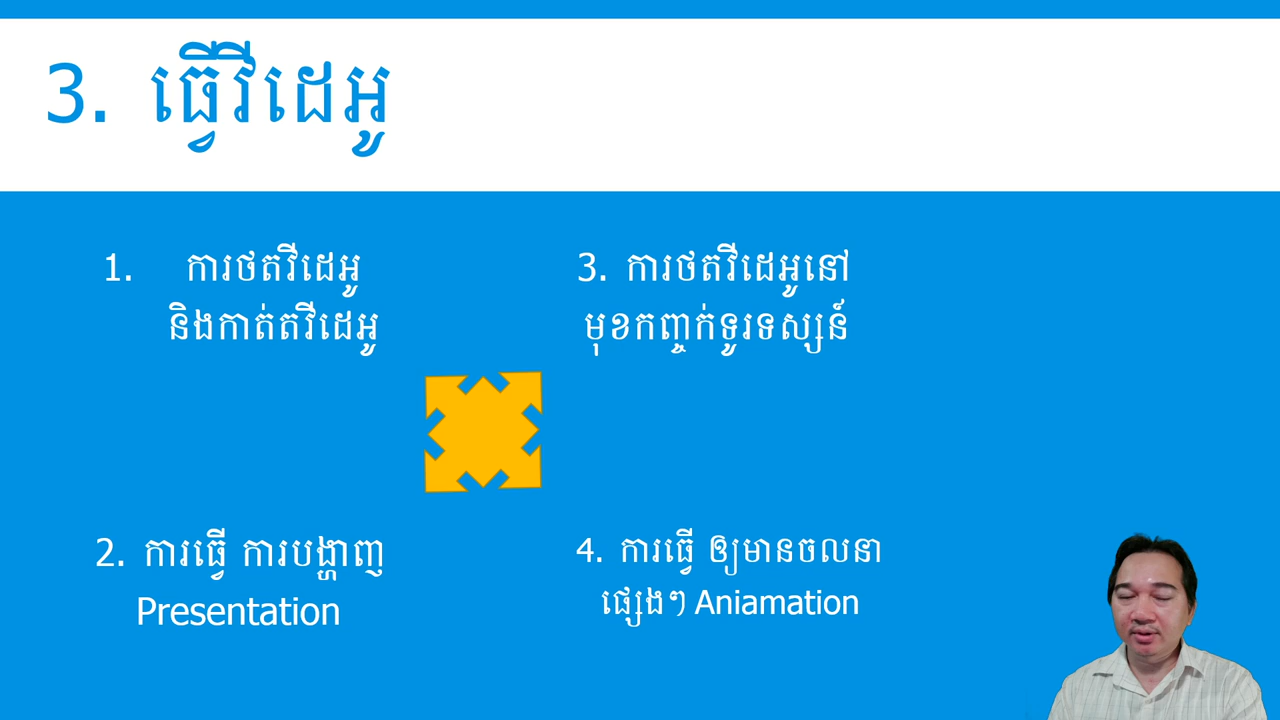 3. ធ្វើវីដេអូ
1. ការថតវីដេអូ
និងកាត់តវីដេអូ
2. ការធ្វើ ការបង្ហាញ
Presentation
3. ការថតវីដេអូនៅ
មុខកញ្ចក់ទូរទស្សន៍
4. ការធ្វើ ឲ្យមានចលនា
ផ្សេងៗ Aniamation